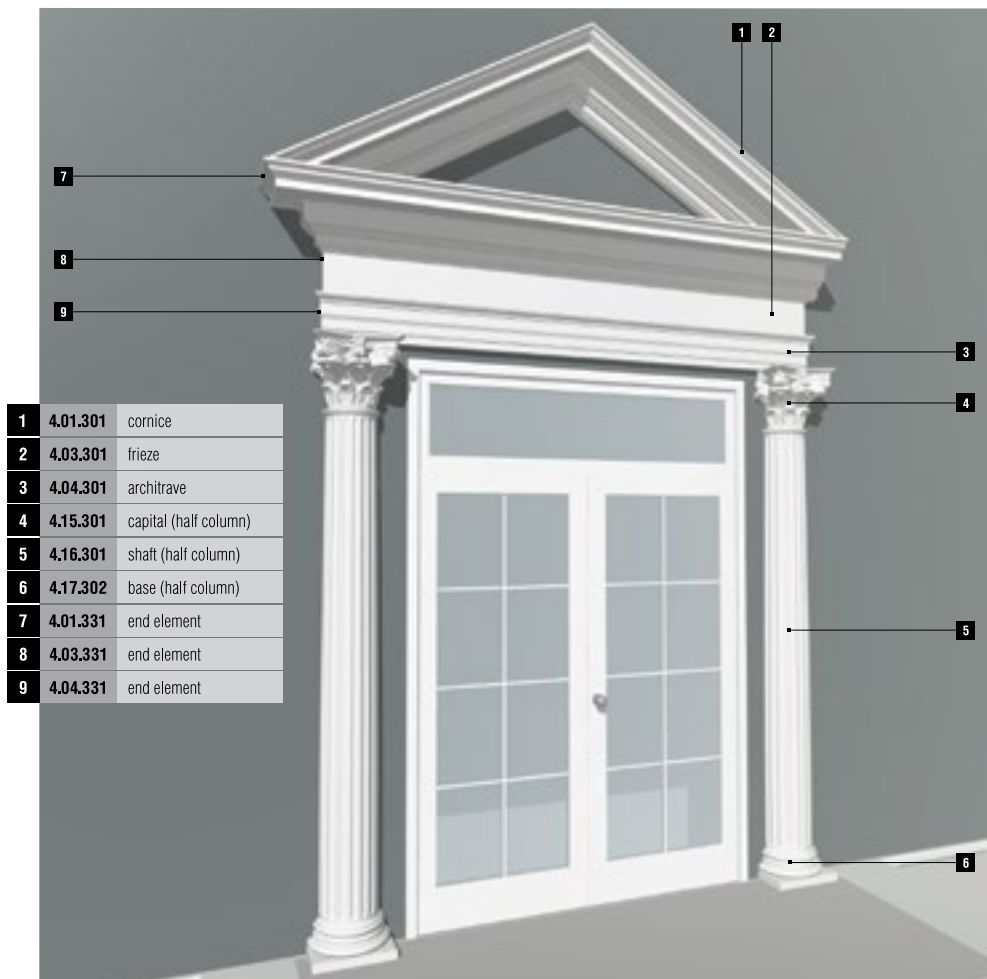 1 2
7
8
9
3
4
1 4.01.301 cornice
2 4.03.301 frieze
3 4.04.301 architrave
4 4.15.301 capital (half column)
5 4.16.301 shaft (half column)
6 4.17.302 base (half column)
7 4.01.331 end element
8 4.03.331 end element
9 4.04.331 end element
5
6